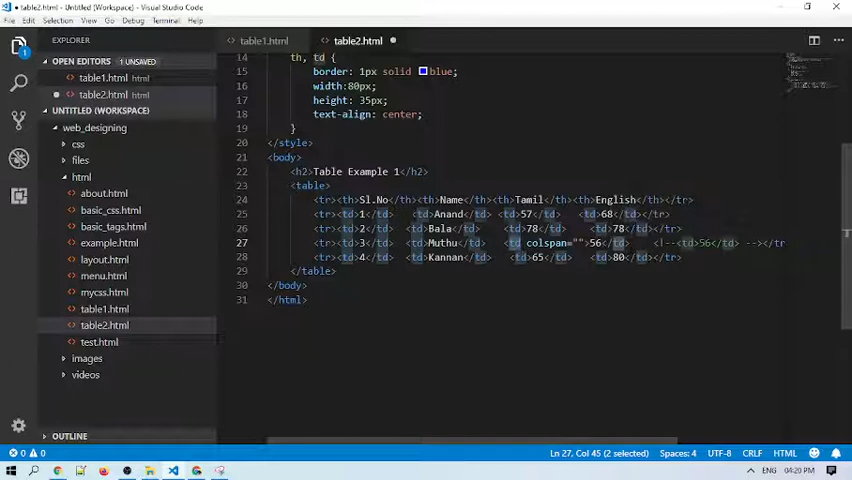 ● table2.html - Untitled (Workspace) - Visual Studio Code
File Edit Selection View Go Debug Terminal Help
EXPLORER
table1.html table2.html ●
OPEN EDITORS 1 UNSAVED
table1.html html
● table2.html html
UNTITLED (WORKSPACE)
web_designing
css
files
html
about.html
basic_css.html
basic_tags.html
example.html
layout.html
menu.html
mycss.html
table1.html
table2.html
test.html
images
videos
OUTLINE
14 th, td {
15 border: 1px solid blue;
16 width:80px;
17 height: 35px;
18 text-align: center;
19 }
20 </style>
21 <body>
22 <h2>Table Example 1</h2>
23 <table>
24 <tr><th>Sl.No</th><th>Name</th><th>Tamil</th><th>English</th></tr>
25 <tr><td>1</td> <td>Anand</td> <td>57</td> <td>68</td></tr>
26 <tr><td>2</td> <td>Bala</td> <td>78</td> <td>78</td></tr>
27 <tr><td>3</td> <td>Muthu</td> <td colspan="">56</td> <!--<td>56</td> --></tr
28 <tr><td>4</td> <td>Kannan</td> <td>65</td> <td>80</td></tr>
29 </table>
30 </body>
31 </html>
0 0 Ln 27, Col 45 (2 selected) Spaces: 4 UTF-8 CRLF HTML
ENG 04:20 PM